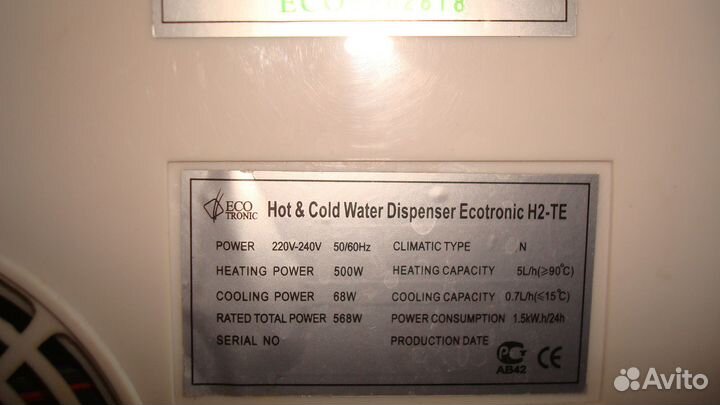 ECO
ECO TRONIC Hot & Cold Water Dispenser Ecotronic H2-TE
POWER 220V-240V 50/60Hz CLIMATIC TYPE N
HEATING POWER 500W HEATING CAPACITY 5L/h(≥90℃)
COOLING POWER 68W COOLING CAPACITY 0.7L/h(≤15℃)
RATED TOTAL POWER 568W POWER CONSUMPTION 1.5kW.h/24h
SERIAL NO. PRODUCTION DATE
РС CE
AB42
Avito